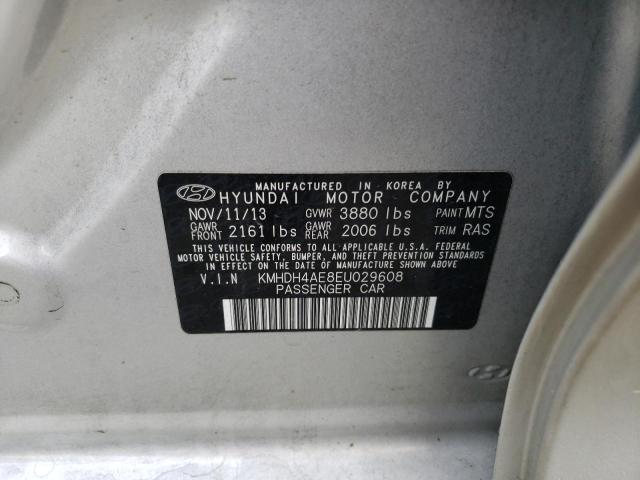 MANUFACTURED IN KOREA BY
HYUNDAI MOTOR COMPANY
NOV/11/13 GVWR 3880 lbs PAINT MTS
GAWR FRONT 2161 lbs GAWR REAR 2006 lbs TRIM RAS
THIS VEHICLE CONFORMS TO ALL APPLICABLE U.S.A. FEDERAL
MOTOR VEHICLE SAFETY, BUMPER, AND THEFT PREVENTION
STANDARDS IN EFFECT ON THE DATE OF MANUFACTURE SHOWN ABOVE.
V.I.N KMHDH4AE8EU029608
PASSENGER CAR